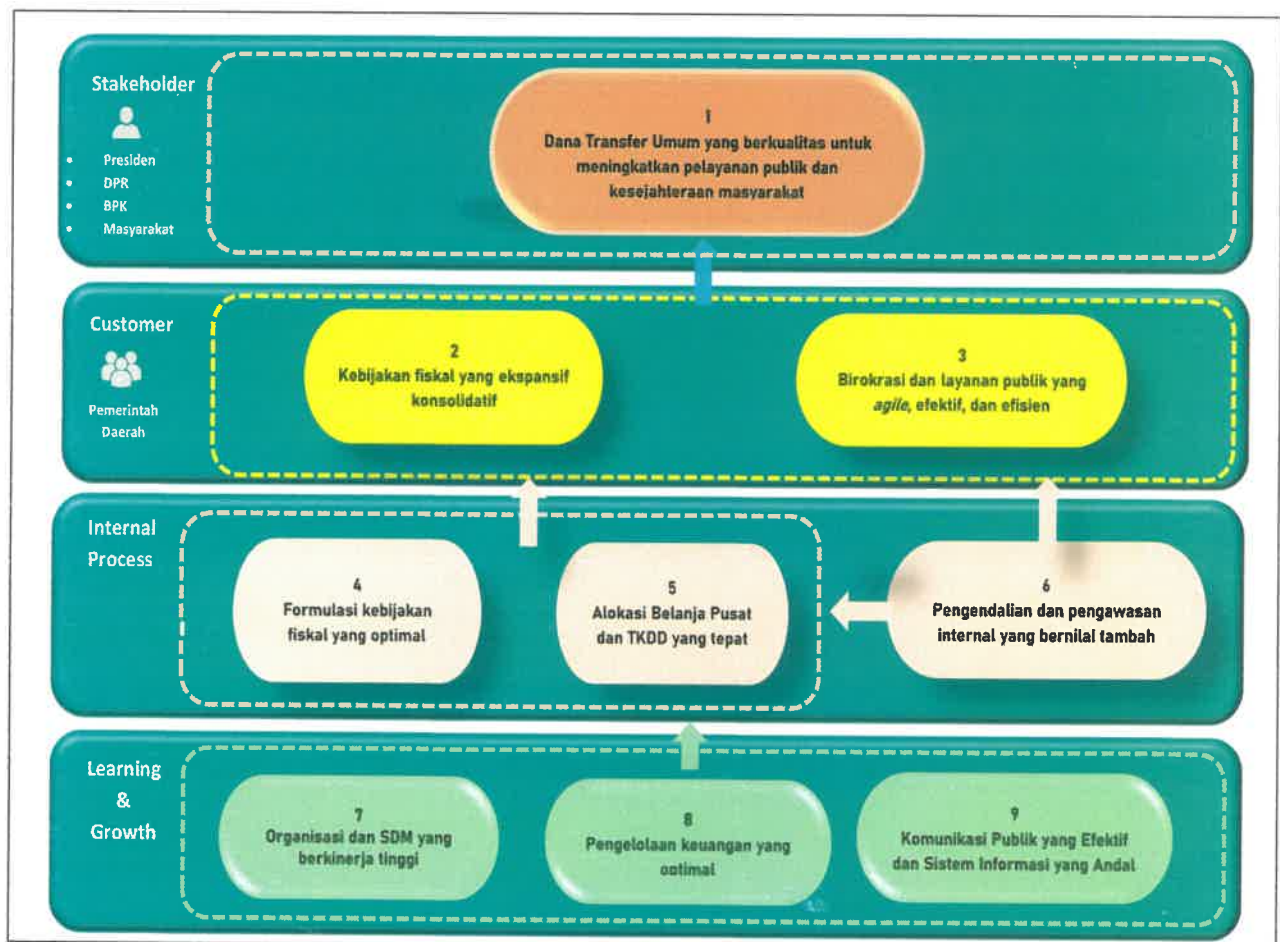 Stakeholder
• Presiden
• DPR
• BPK
• Masyarakat
1
Dana Transfer Umum yang berkualitas untuk
meningkatkan pelayanan publik dan
kesejahteraan masyarakat
Customer
Pemerintah
Daerah
2
Kebijakan fiskal yang ekspansif
konsolidatif
3
Birokrasi dan layanan publik yang
agile, efektif, dan efisien
Internal
Process
4
Formulasi kebijakan
fiskal yang optimal
5
Alokasi Belanja Pusat
dan TKDD yang tepat
6
Pengendalian dan pengawasan
internal yang bernilai tambah
Learning
&
Growth
7
Organisasi dan SDM yang
berkinerja tinggi
8
Pengelolaan keuangan yang
optimal
9
Komunikasi Publik yang Efektif
dan Sistem Informasi yang Andal